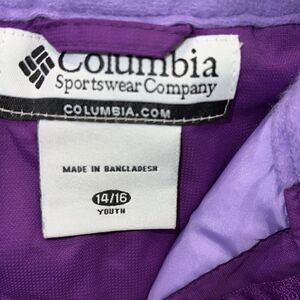 Columbia
Sportswear Company
COLUMBIA.COM
MADE IN BANGLADESH
14/16
YOUTH